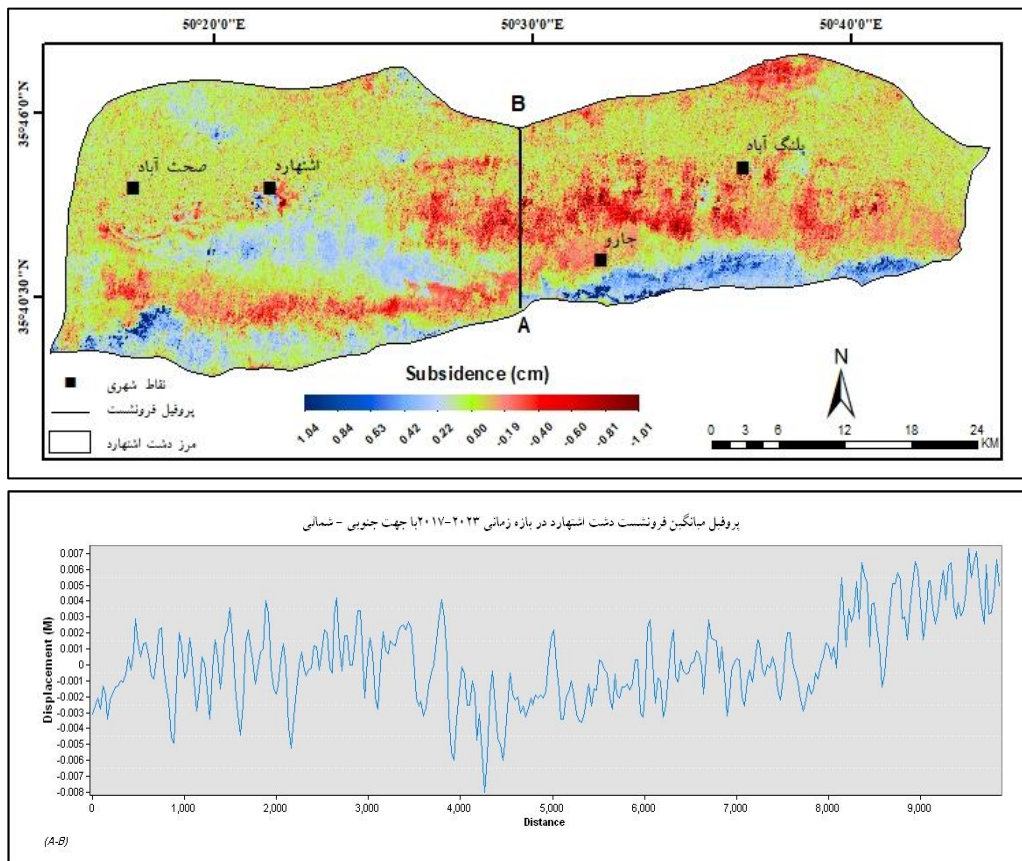 50°20'0"E 50°30'0"E 50°40'0"E
35°46'0"N
35°40'30"N
B
صحت آباد
اشتهارد
پلنگ آباد
جارو
A
نقاط شهری
پروفیل فرونشست
مرز دشت اشتهارد
Subsidence (cm)
1.04 0.84 0.63 0.42 0.22 0.00 -0.19 -0.40 -0.60 -0.81 -1.01
N
0 3 6 12 18 24
KM
پروفیل میانگین فرونشست دشت اشتهارد در بازه زمانی ۲۰۲۳-۲۰۱۷با جهت جنوبی - شمالی
Displacement (M)
0.007
0.006
0.005
0.004
0.002
0.001
0
-0.001
-0.002
-0.003
-0.005
-0.006
-0.007
-0.008
0 1,000 2,000 3,000 4,000 5,000 6,000 7,000 8,000 9,000
Distance
(A-B)